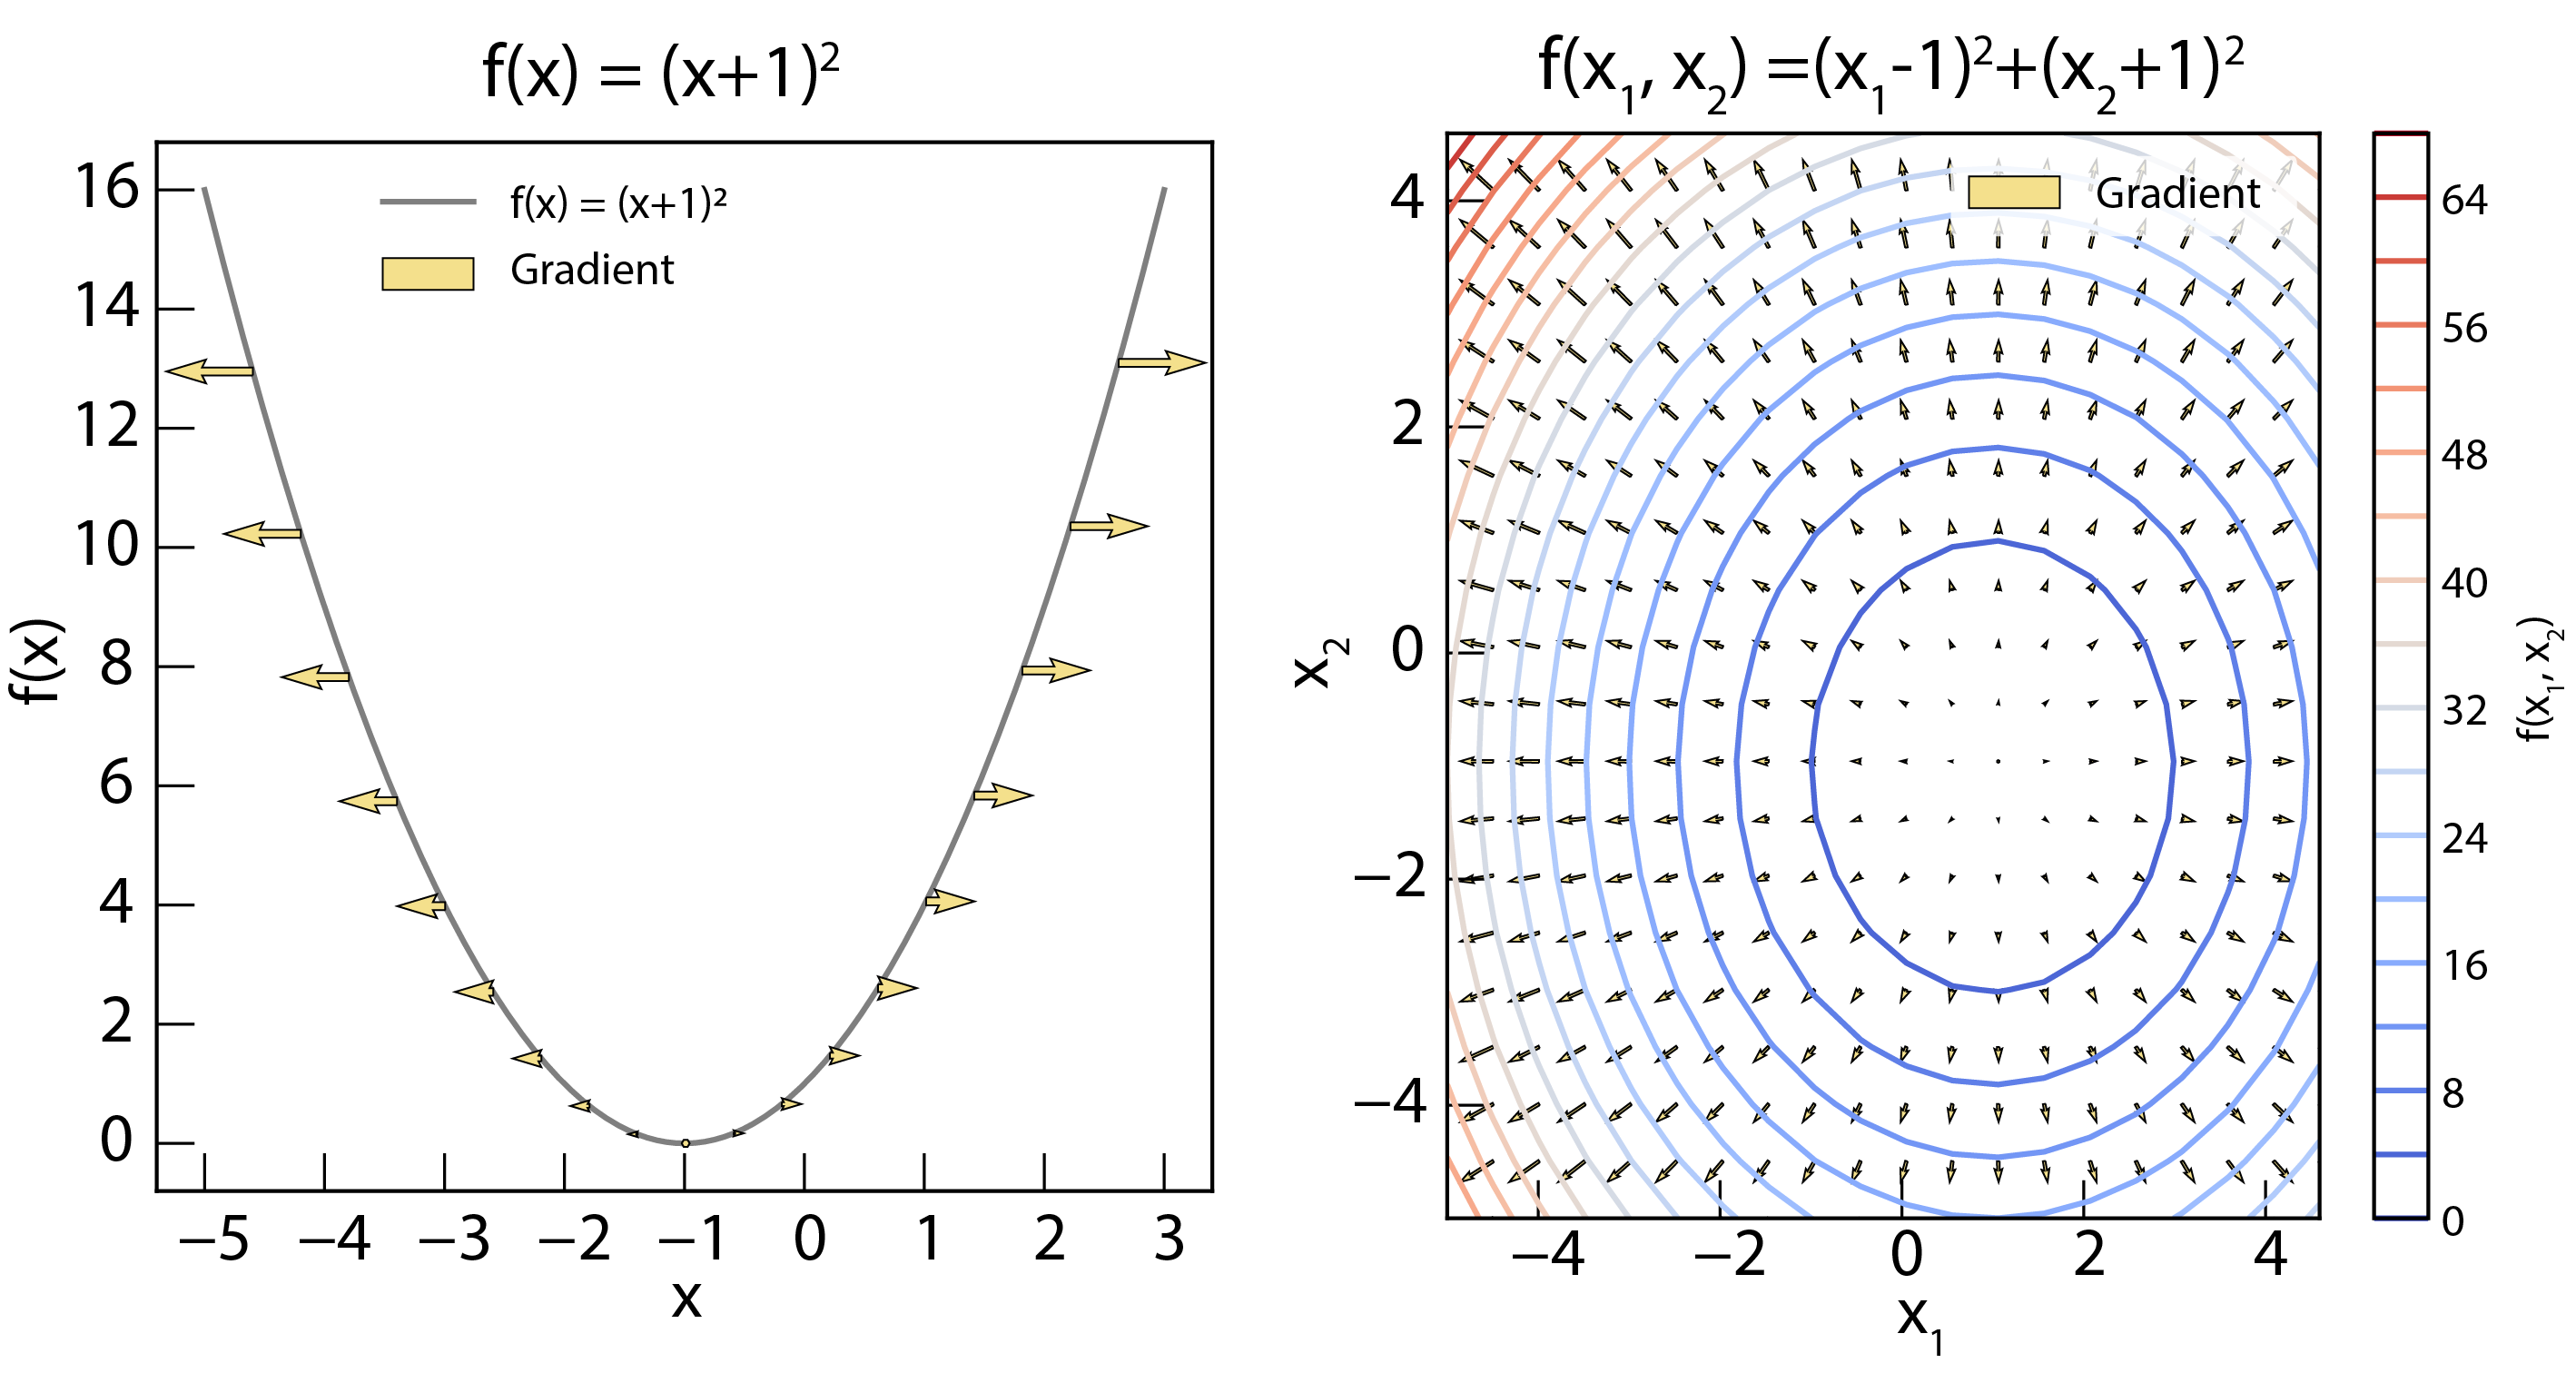 f(x) = (x+1)²
f(x) = (x+1)²
Gradient
16
14
12
10
8
6
4
2
0
f(x)
−5 −4 −3 −2 −1 0 1 2 3
x
f(x₁, x₂) =(x₁-1)²+(x₂+1)²
Gradient
4
2
0
−2
−4
x₂
−4 −2 0 2 4
x₁
64
56
48
40
32
24
16
8
0
f(x₁, x₂)